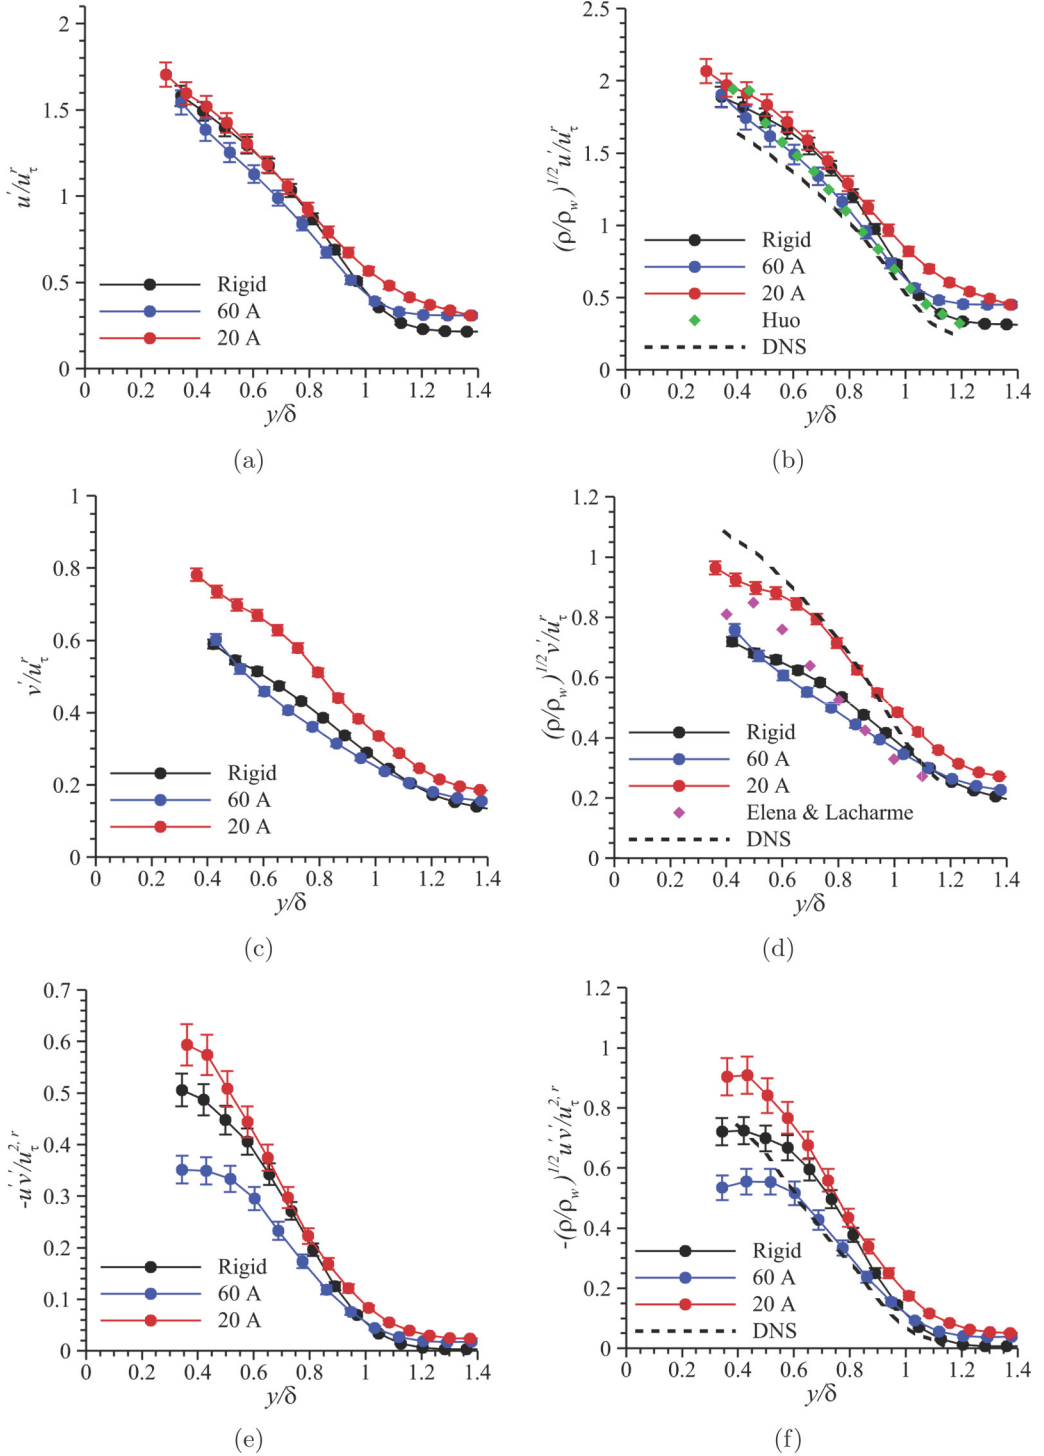 2
1.5
1
0.5
0
0 0.2 0.4 0.6 0.8 1 1.2 1.4
u'/u_τ^r
y/δ
Rigid
60 A
20 A
(a)
2.5
2
1.5
1
0.5
0
0 0.2 0.4 0.6 0.8 1 1.2 1.4
(ρ/ρ_w)^{1/2}u'/u_τ^r
y/δ
Rigid
60 A
20 A
Huo
DNS
(b)
1
0.8
0.6
0.4
0.2
0
0 0.2 0.4 0.6 0.8 1 1.2 1.4
v'/u_τ^r
y/δ
Rigid
60 A
20 A
(c)
1.2
1
0.8
0.6
0.4
0.2
0
0 0.2 0.4 0.6 0.8 1 1.2 1.4
(ρ/ρ_w)^{1/2}v'/u_τ^r
y/δ
Rigid
60 A
20 A
Elena & Lacharme
DNS
(d)
0.7
0.6
0.5
0.4
0.3
0.2
0.1
0
0 0.2 0.4 0.6 0.8 1 1.2 1.4
-u'v'/u_τ^{2,r}
y/δ
Rigid
60 A
20 A
(e)
1.2
1
0.8
0.6
0.4
0.2
0
0 0.2 0.4 0.6 0.8 1 1.2 1.4
-(ρ/ρ_w)^{1/2}u'v'/u_τ^{2,r}
y/δ
Rigid
60 A
20 A
DNS
(f)